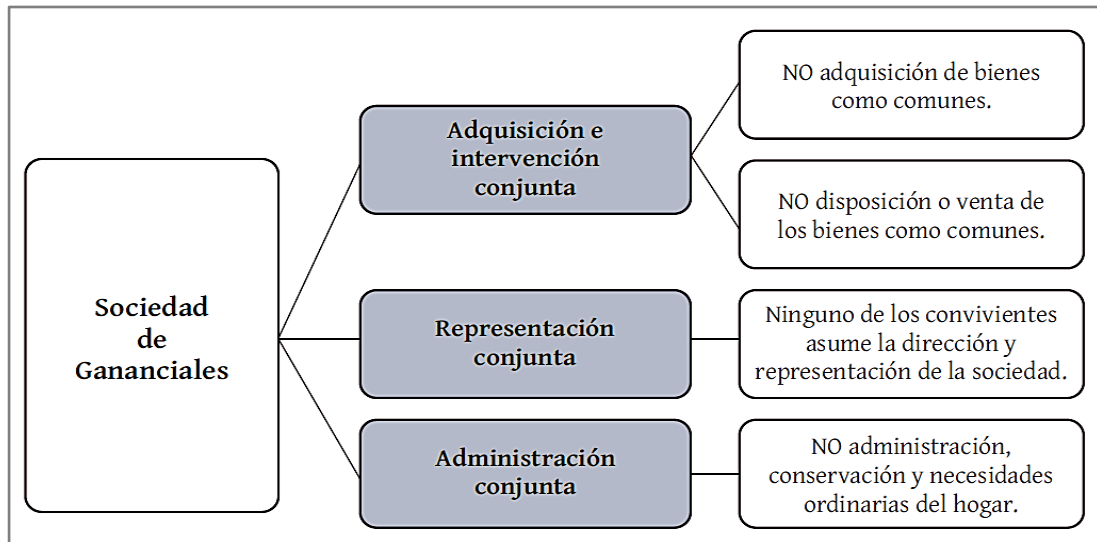 Sociedad
de
Gananciales
Adquisición e
intervención
conjunta
NO adquisición de bienes
como comunes.
NO disposición o venta de
los bienes como comunes.
Representación
conjunta
Ninguno de los convivientes
asume la dirección y
representación de la sociedad.
Administración
conjunta
NO administración,
conservación y necesidades
ordinarias del hogar.